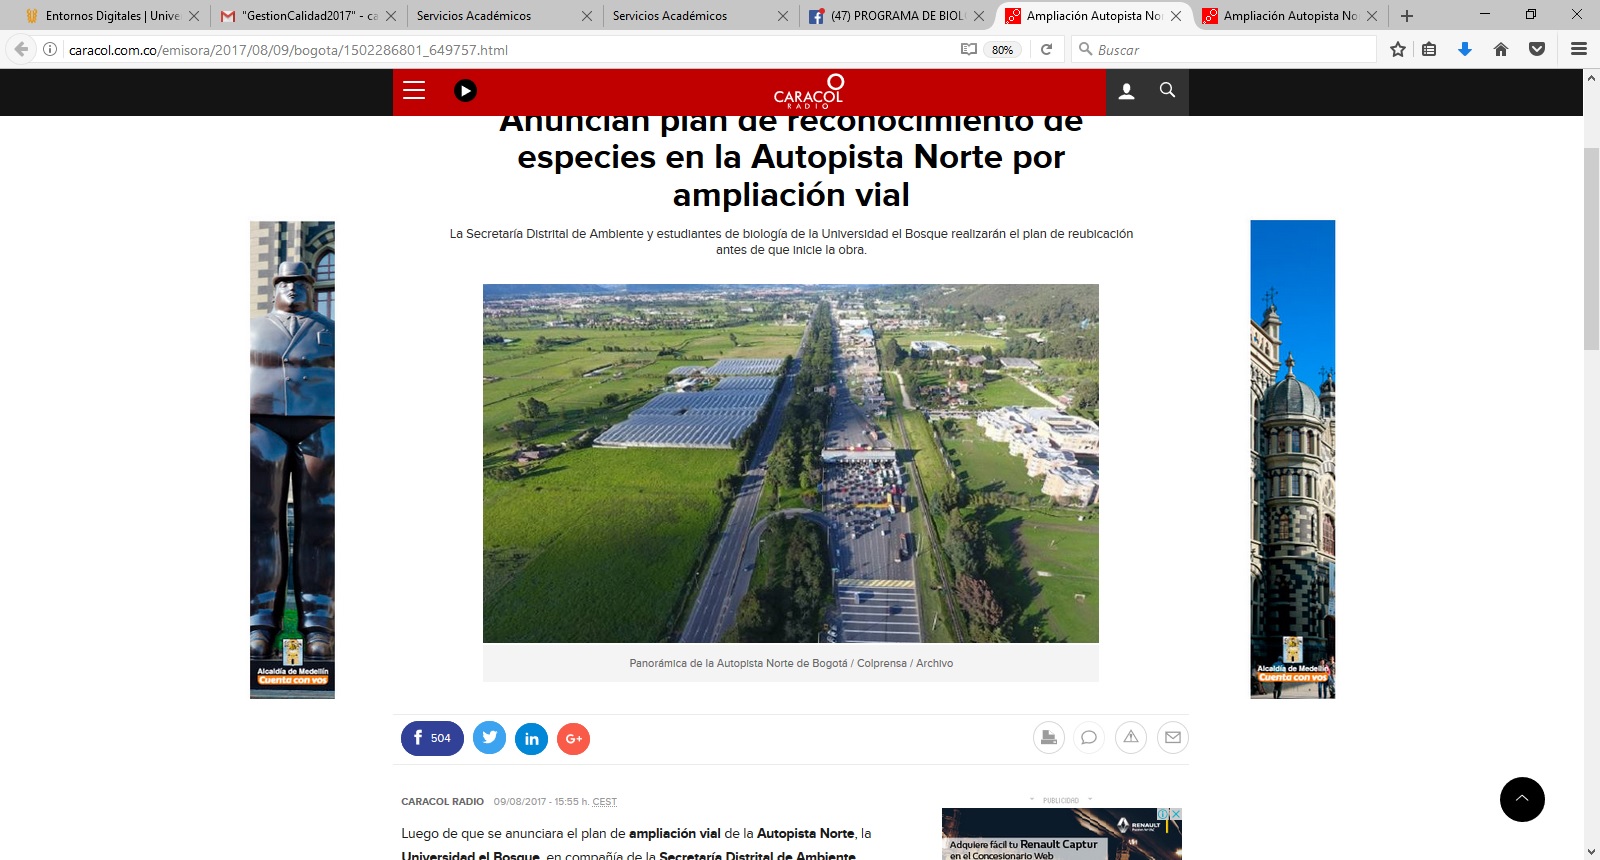 Entornos Digitales | Unive
"GestionCalidad2017" - ca
Servicios Académicos
Servicios Académicos
(47) PROGRAMA DE BIOL
Ampliación Autopista No
Ampliación Autopista No
caracol.com.co/emisora/2017/08/09/bogota/1502286801_649757.html
80%
Buscar
CARACOL
RADIO
Anuncian plan de reconocimiento de
especies en la Autopista Norte por
ampliación vial
La Secretaría Distrital de Ambiente y estudiantes de biología de la Universidad el Bosque realizarán el plan de reubicación
antes de que inicie la obra.
Alcaldía de Medellín
Cuenta con vos
Alcaldía de Medellín
Cuenta con vos
Panorámica de la Autopista Norte de Bogotá / Colprensa / Archivo
504
in
G+
CARACOL RADIO 09/08/2017 - 15:55 h. CEST
PUBLICIDAD
Luego de que se anunciara el plan de ampliación vial de la Autopista Norte, la
Universidad el Bosque, en compañía de la Secretaría Distrital de Ambiente
RENAULT
Adquiere fácil tu Renault Captur
en el Concesionario Web